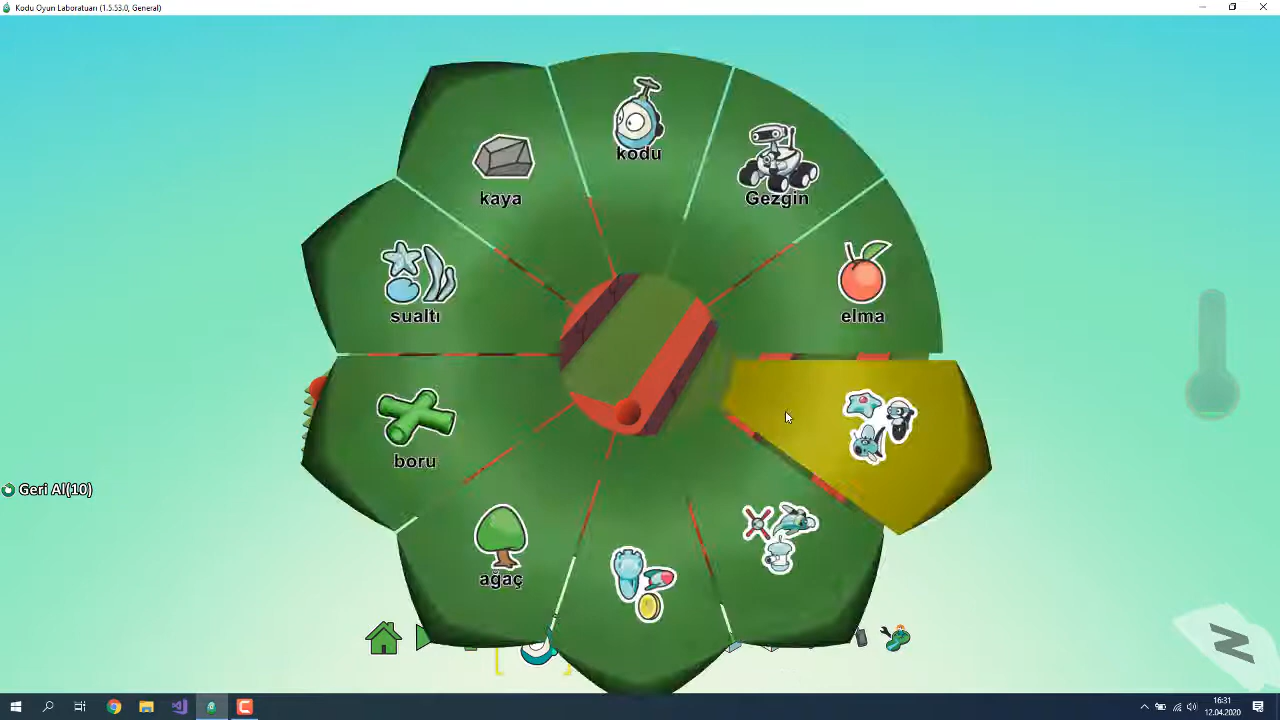 Kodu Oyun Laboratuarı (1.5.53.0, General)
kodu
kaya
Gezgin
sualtı
elma
boru
Geri Al(10)
ağaç
Z
16:31
12.04.2020